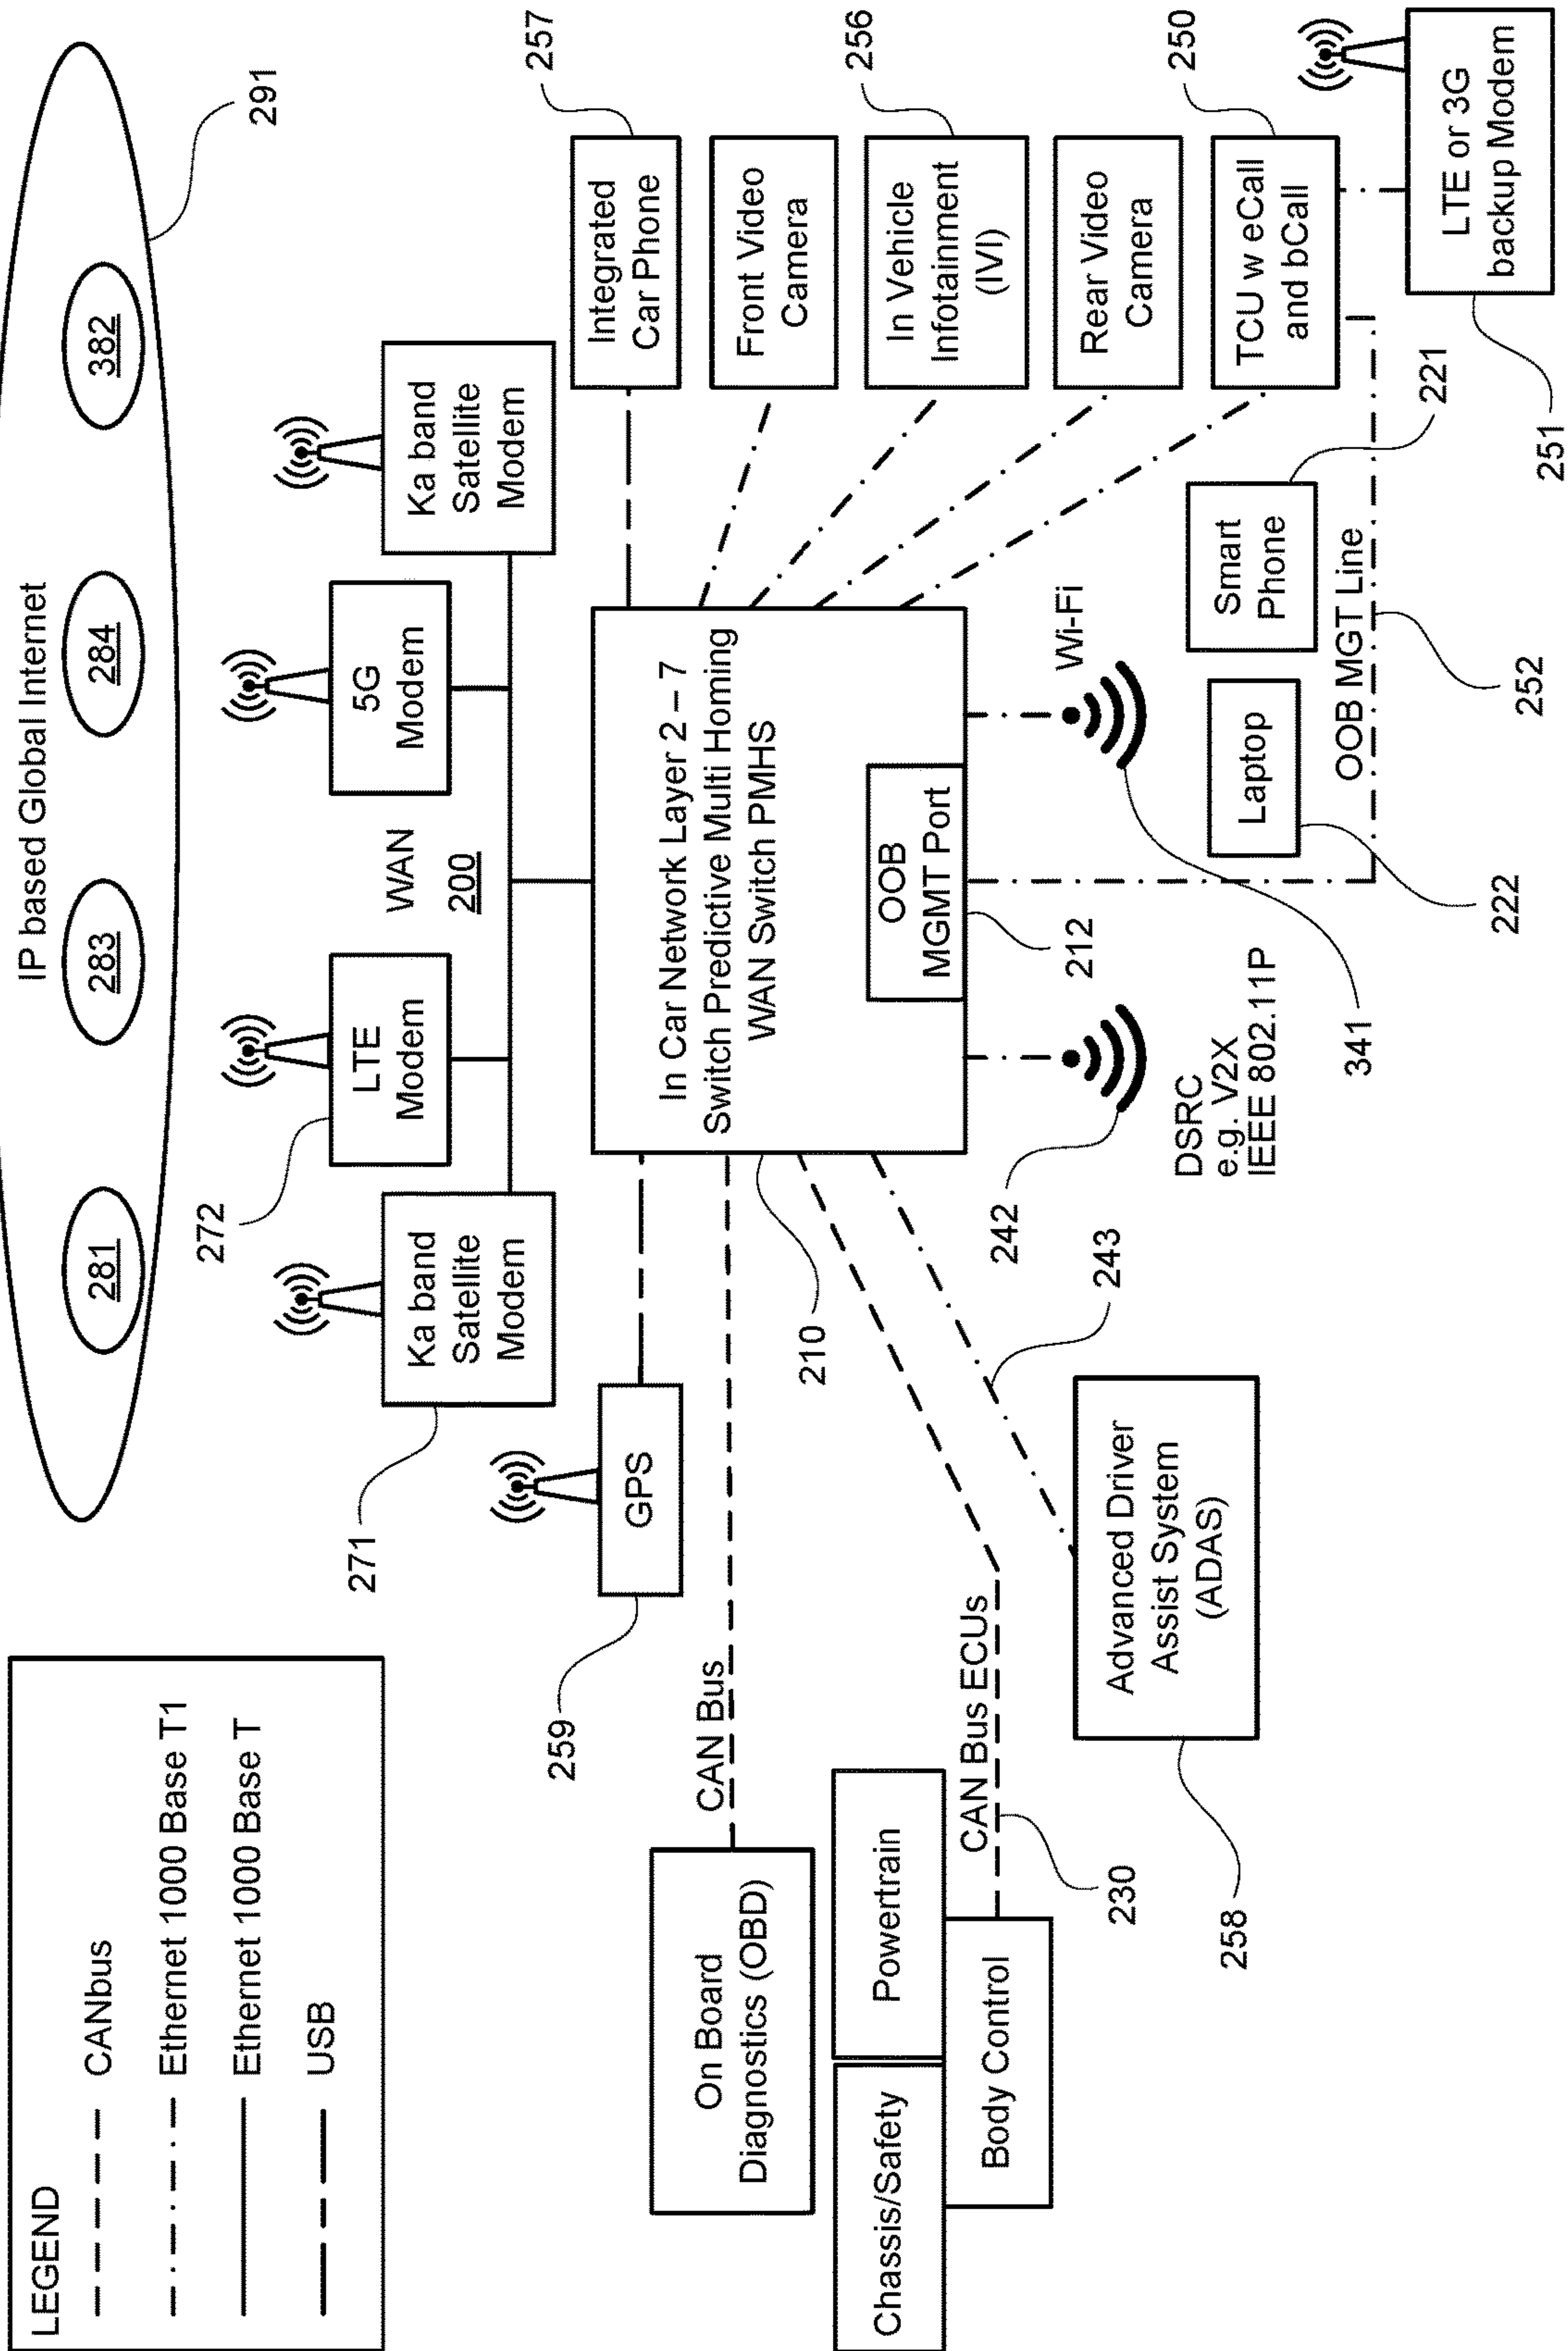 LEGEND
CANbus
Ethernet 1000 Base T1
Ethernet 1000 Base T
USB
IP based Global Internet
281
283
284
382
291
Ka band
Satellite
Modem
271
LTE
Modem
272
WAN
200
5G
Modem
Ka band
Satellite
Modem
GPS
259
In Car Network Layer 2 – 7
Switch Predictive Multi Homing
WAN Switch PMHS
OOB
MGMT Port
210
212
Integrated
Car Phone
257
Front Video
Camera
In Vehicle
Infotainment
(IVI)
256
Rear Video
Camera
TCU w eCall
and bCall
250
LTE or 3G
backup Modem
251
On Board
Diagnostics (OBD)
CAN Bus
Chassis/Safety
Powertrain
Body Control
CAN Bus ECUs
230
Advanced Driver
Assist System
(ADAS)
258
243
242
DSRC
e.g. V2X
IEEE 802.11P
Wi-Fi
341
Laptop
222
Smart
Phone
221
OOB MGT Line
252